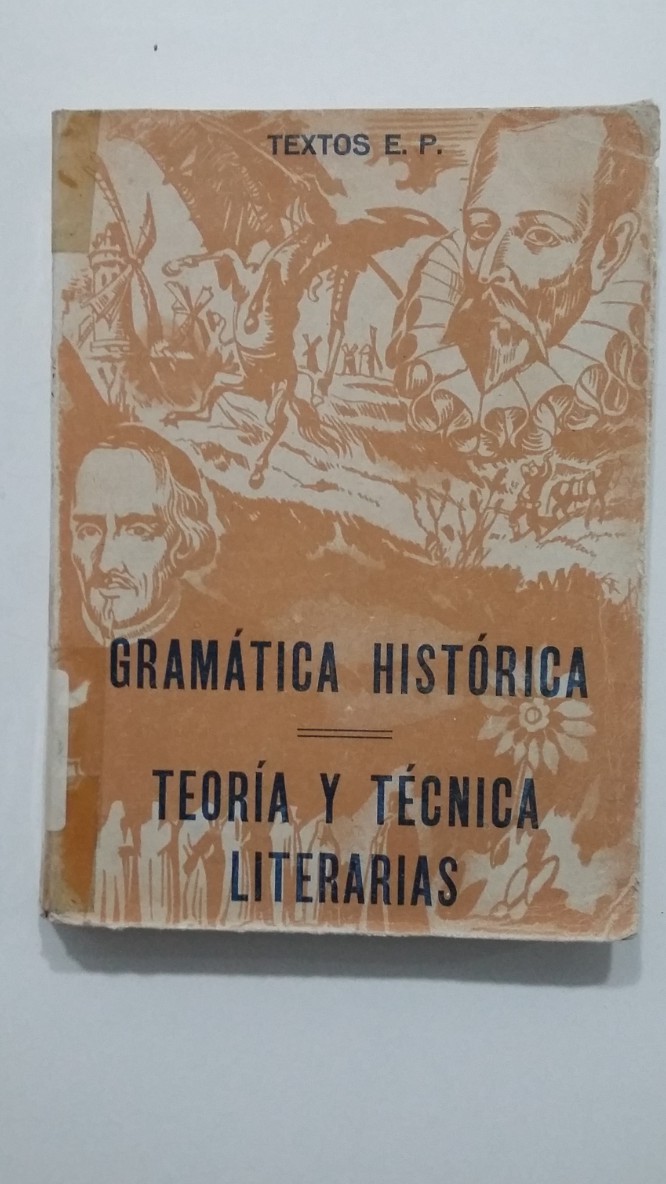 TEXTOS E. P.
GRAMÁTICA HISTÓRICA
TEORÍA Y TÉCNICA
LITERARIAS